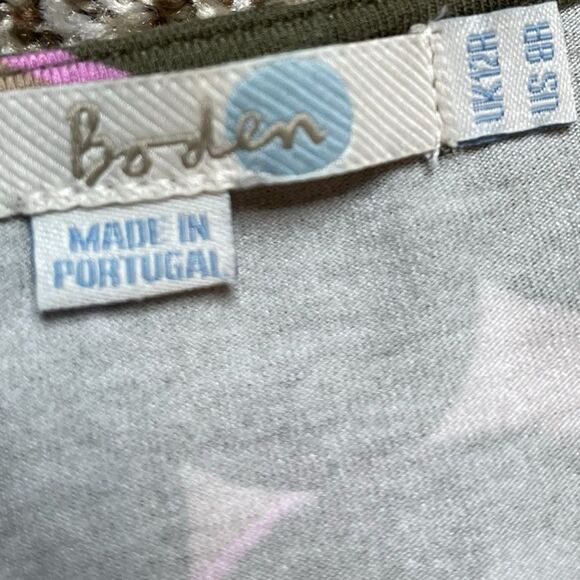 Boden
UK12R
US 8R
MADE IN
PORTUGAL